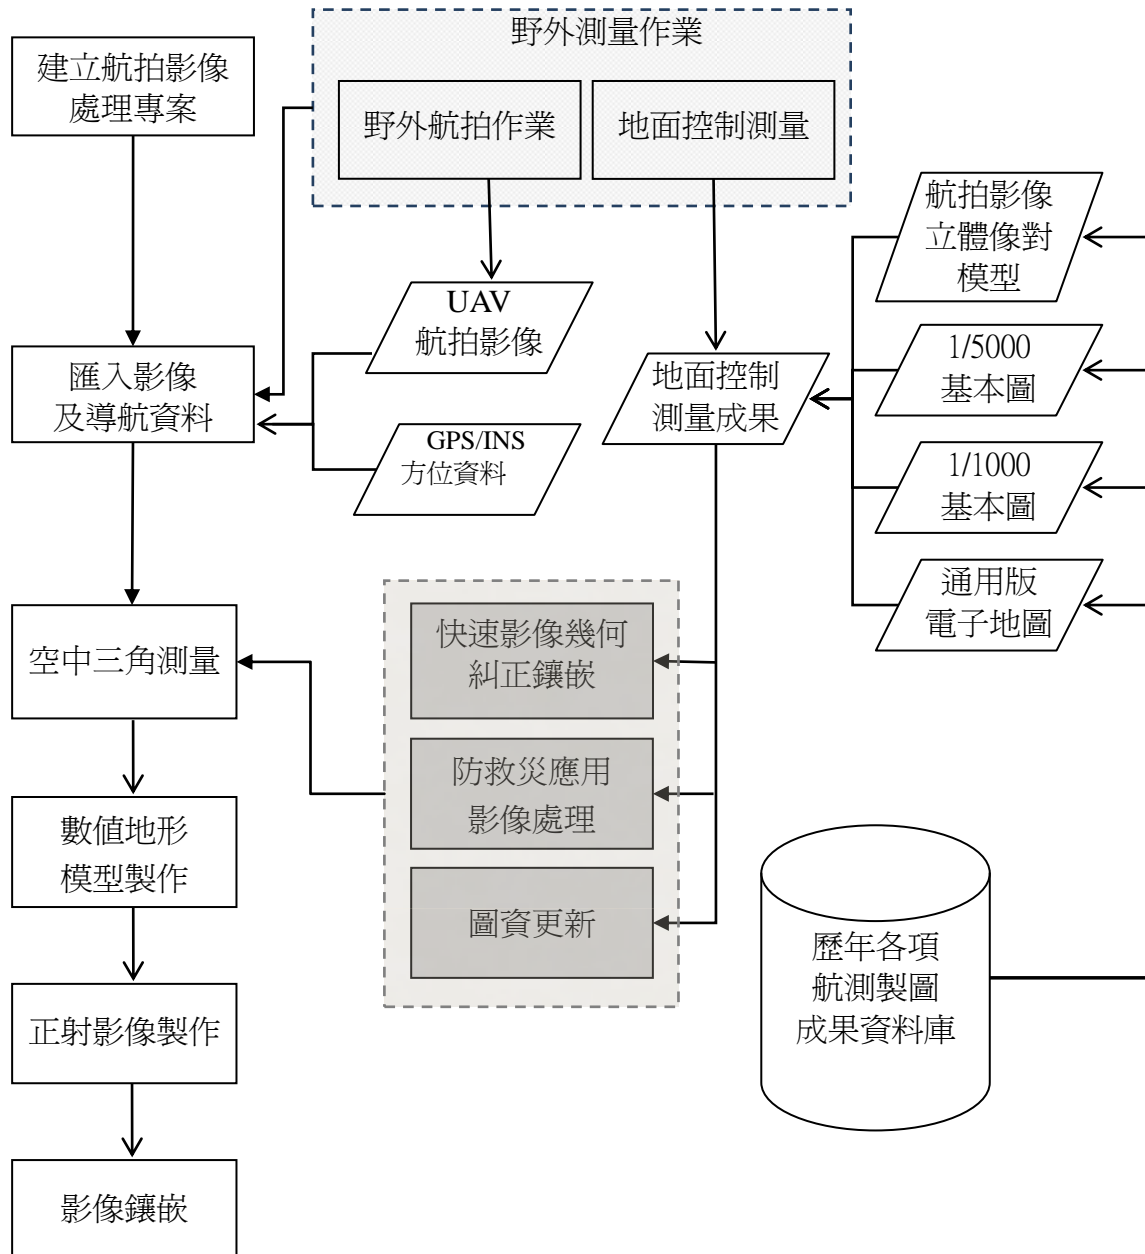 野外測量作業
建立航拍影像
處理專案
野外航拍作業
地面控制測量
航拍影像
立體像對
模型
UAV
航拍影像
1/5000
基本圖
匯入影像
及導航資料
地面控制
測量成果
GPS/INS
方位資料
1/1000
基本圖
通用版
電子地圖
快速影像幾何
糾正鑲嵌
空中三角測量
防救災應用
影像處理
數值地形
模型製作
圖資更新
歷年各項
航測製圖
成果資料庫
正射影像製作
影像鑲嵌